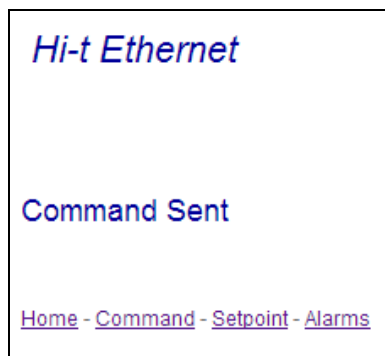 Hi-t Ethernet
Command Sent
Home - Command - Setpoint - Alarms